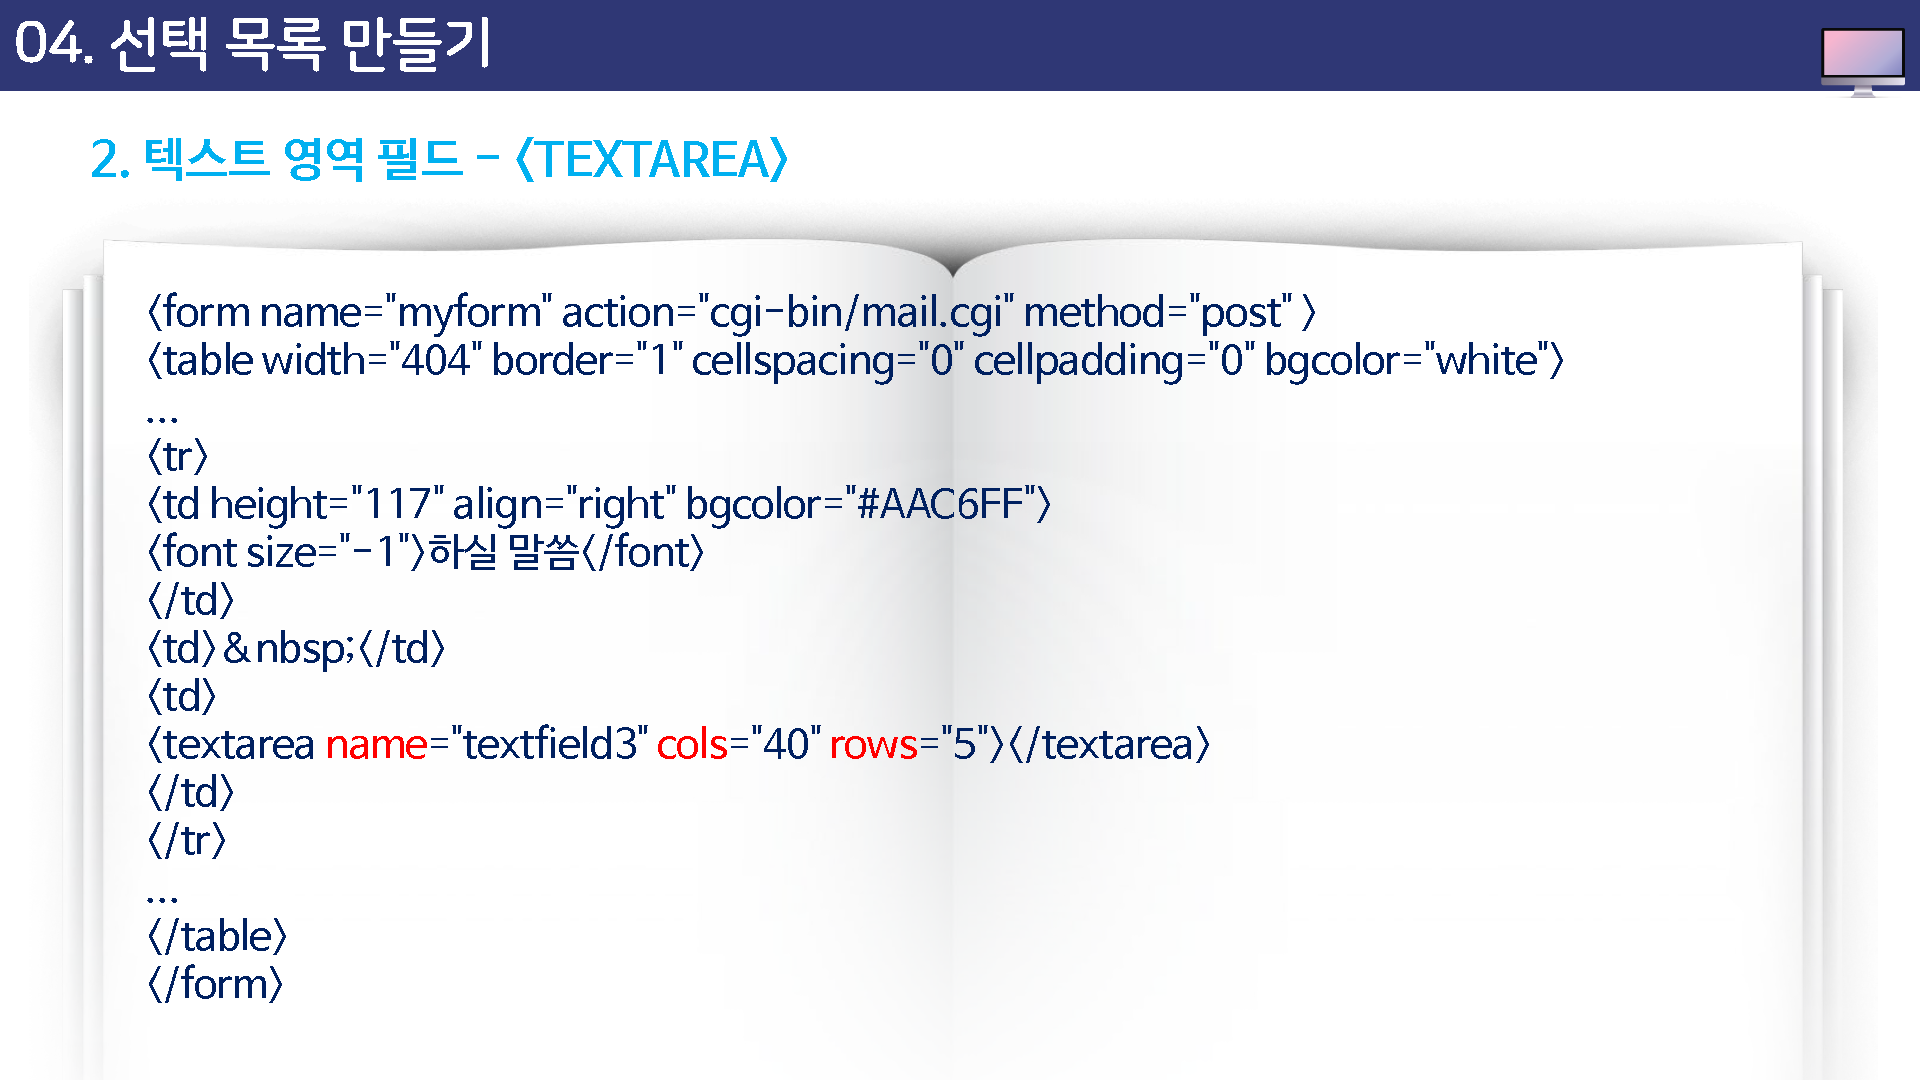 04. 선택 목록 만들기
2. 텍스트 영역 필드 - <TEXTAREA>
<form name="myform" action="cgi-bin/mail.cgi" method="post" >
<table width="404" border="1" cellspacing="0" cellpadding="0" bgcolor="white">
...
<tr>
<td height="117" align="right" bgcolor="#AAC6FF">
<font size="-1">하실 말씀</font>
</td>
<td>&nbsp;</td>
<td>
<textarea name="textfield3" cols="40" rows="5"></textarea>
</td>
</tr>
...
</table>
</form>